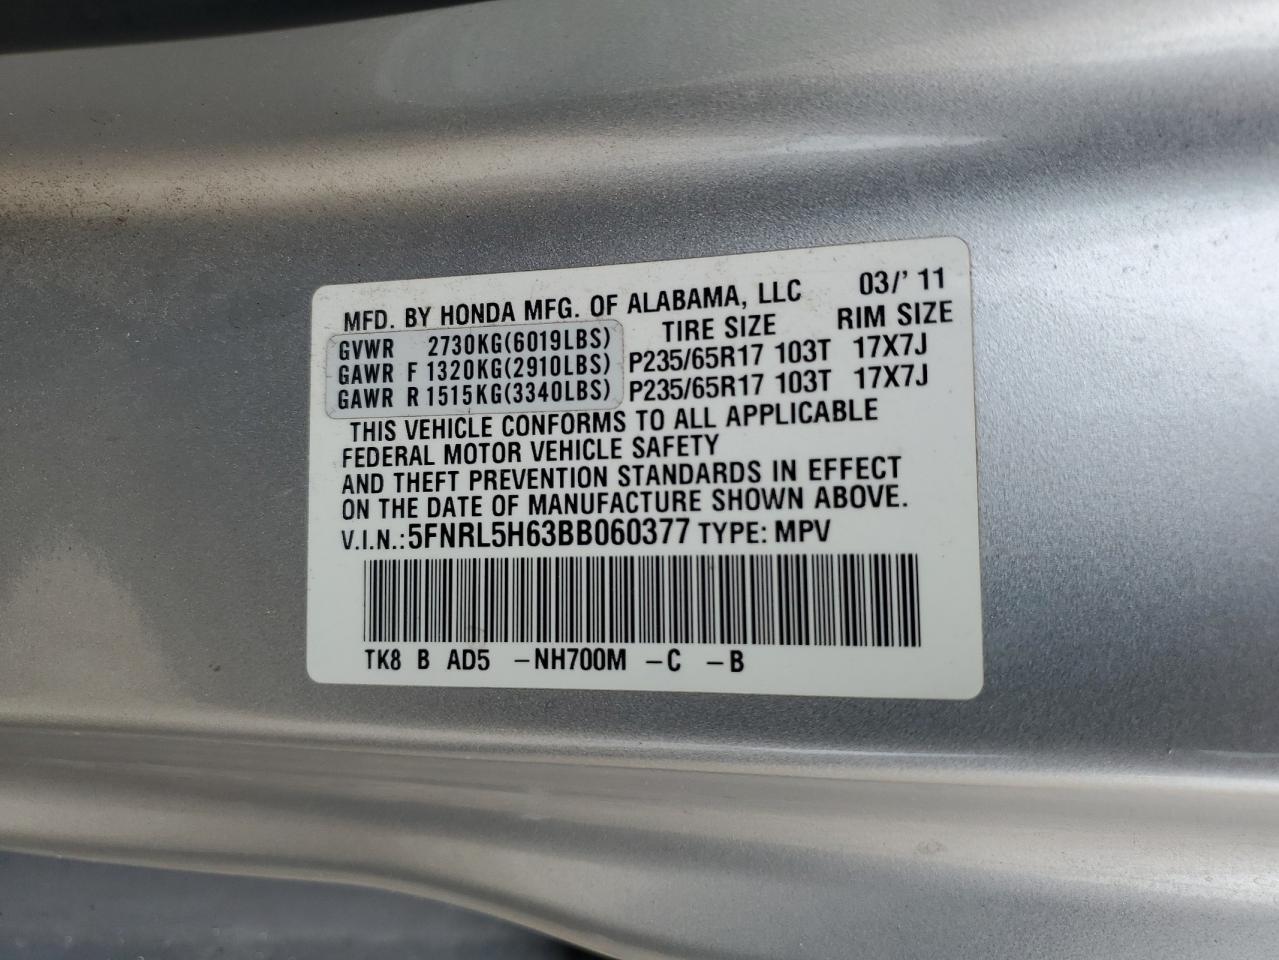 MFD. BY HONDA MFG. OF ALABAMA, LLC 03/' 11
GVWR 2730KG(6019LBS) TIRE SIZE RIM SIZE
GAWR F 1320KG(2910LBS) P235/65R17 103T 17X7J
GAWR R 1515KG(3340LBS) P235/65R17 103T 17X7J
THIS VEHICLE CONFORMS TO ALL APPLICABLE
FEDERAL MOTOR VEHICLE SAFETY
AND THEFT PREVENTION STANDARDS IN EFFECT
ON THE DATE OF MANUFACTURE SHOWN ABOVE.
V.I.N.: 5FNRL5H63BB060377 TYPE: MPV
TK8 B AD5 -NH700M -C -B